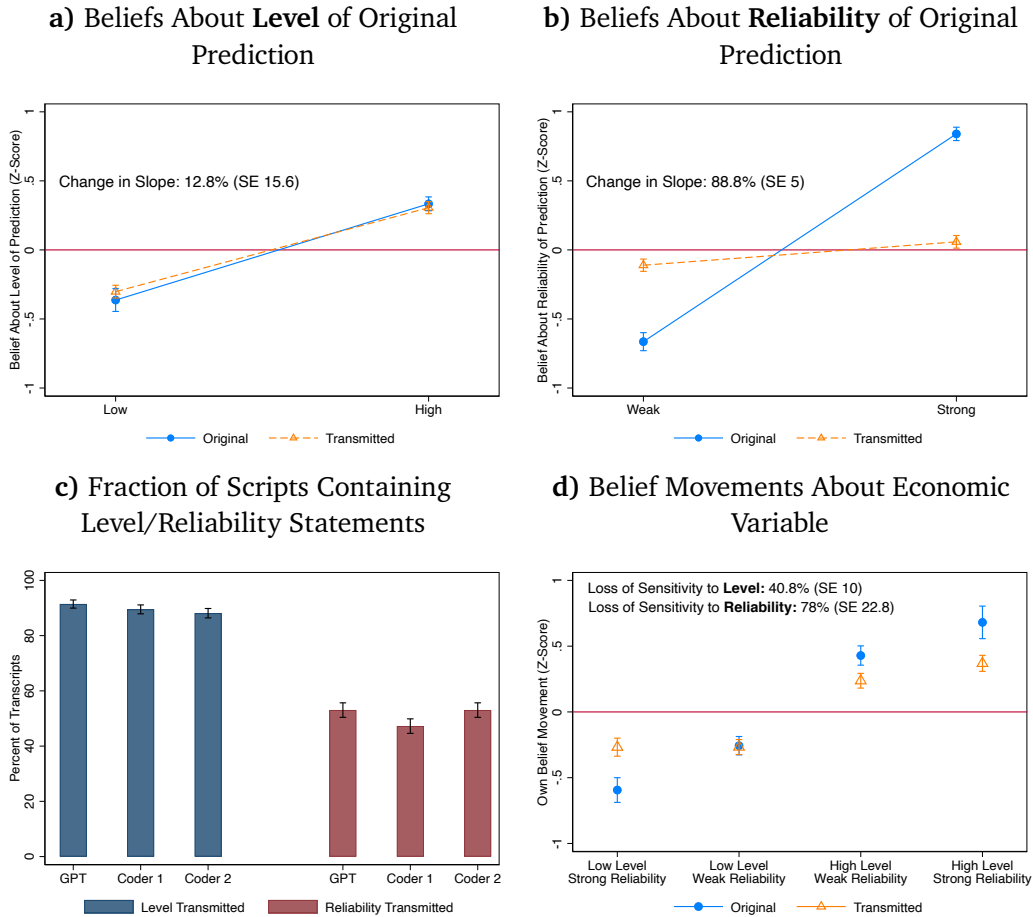 a) Beliefs About Level of Original
Prediction
Belief About Level of Prediction (Z-Score)
1
.5
0
-.5
-1
Change in Slope: 12.8% (SE 15.6)
Low
High
Original
Transmitted
b) Beliefs About Reliability of Original
Prediction
Belief About Reliability of Prediction (Z-Score)
1
.5
0
-.5
-1
Change in Slope: 88.8% (SE 5)
Weak
Strong
Original
Transmitted
c) Fraction of Scripts Containing
Level/Reliability Statements
Percent of Transcripts
100
80
60
40
20
0
GPT
Coder 1
Coder 2
GPT
Coder 1
Coder 2
Level Transmitted
Reliability Transmitted
d) Belief Movements About Economic
Variable
Own Belief Movement (Z-Score)
1
.5
0
-.5
-1
Loss of Sensitivity to Level: 40.8% (SE 10)
Loss of Sensitivity to Reliability: 78% (SE 22.8)
Low Level
Strong Reliability
Low Level
Weak Reliability
High Level
Weak Reliability
High Level
Strong Reliability
Original
Transmitted